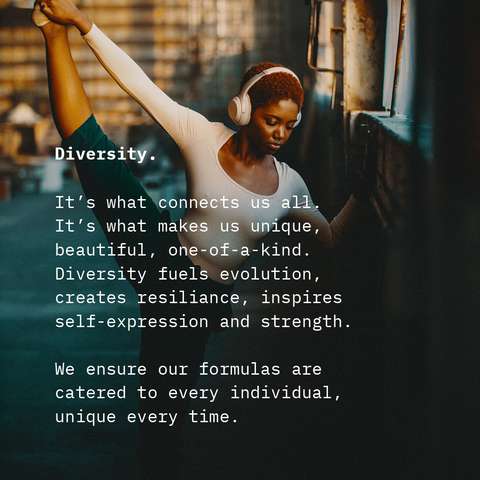 Diversity.
It’s what connects us all.
It’s what makes us unique,
beautiful, one-of-a-kind.
Diversity fuels evolution,
creates resiliance, inspires
self-expression and strength.
We ensure our formulas are
catered to every individual,
unique every time.